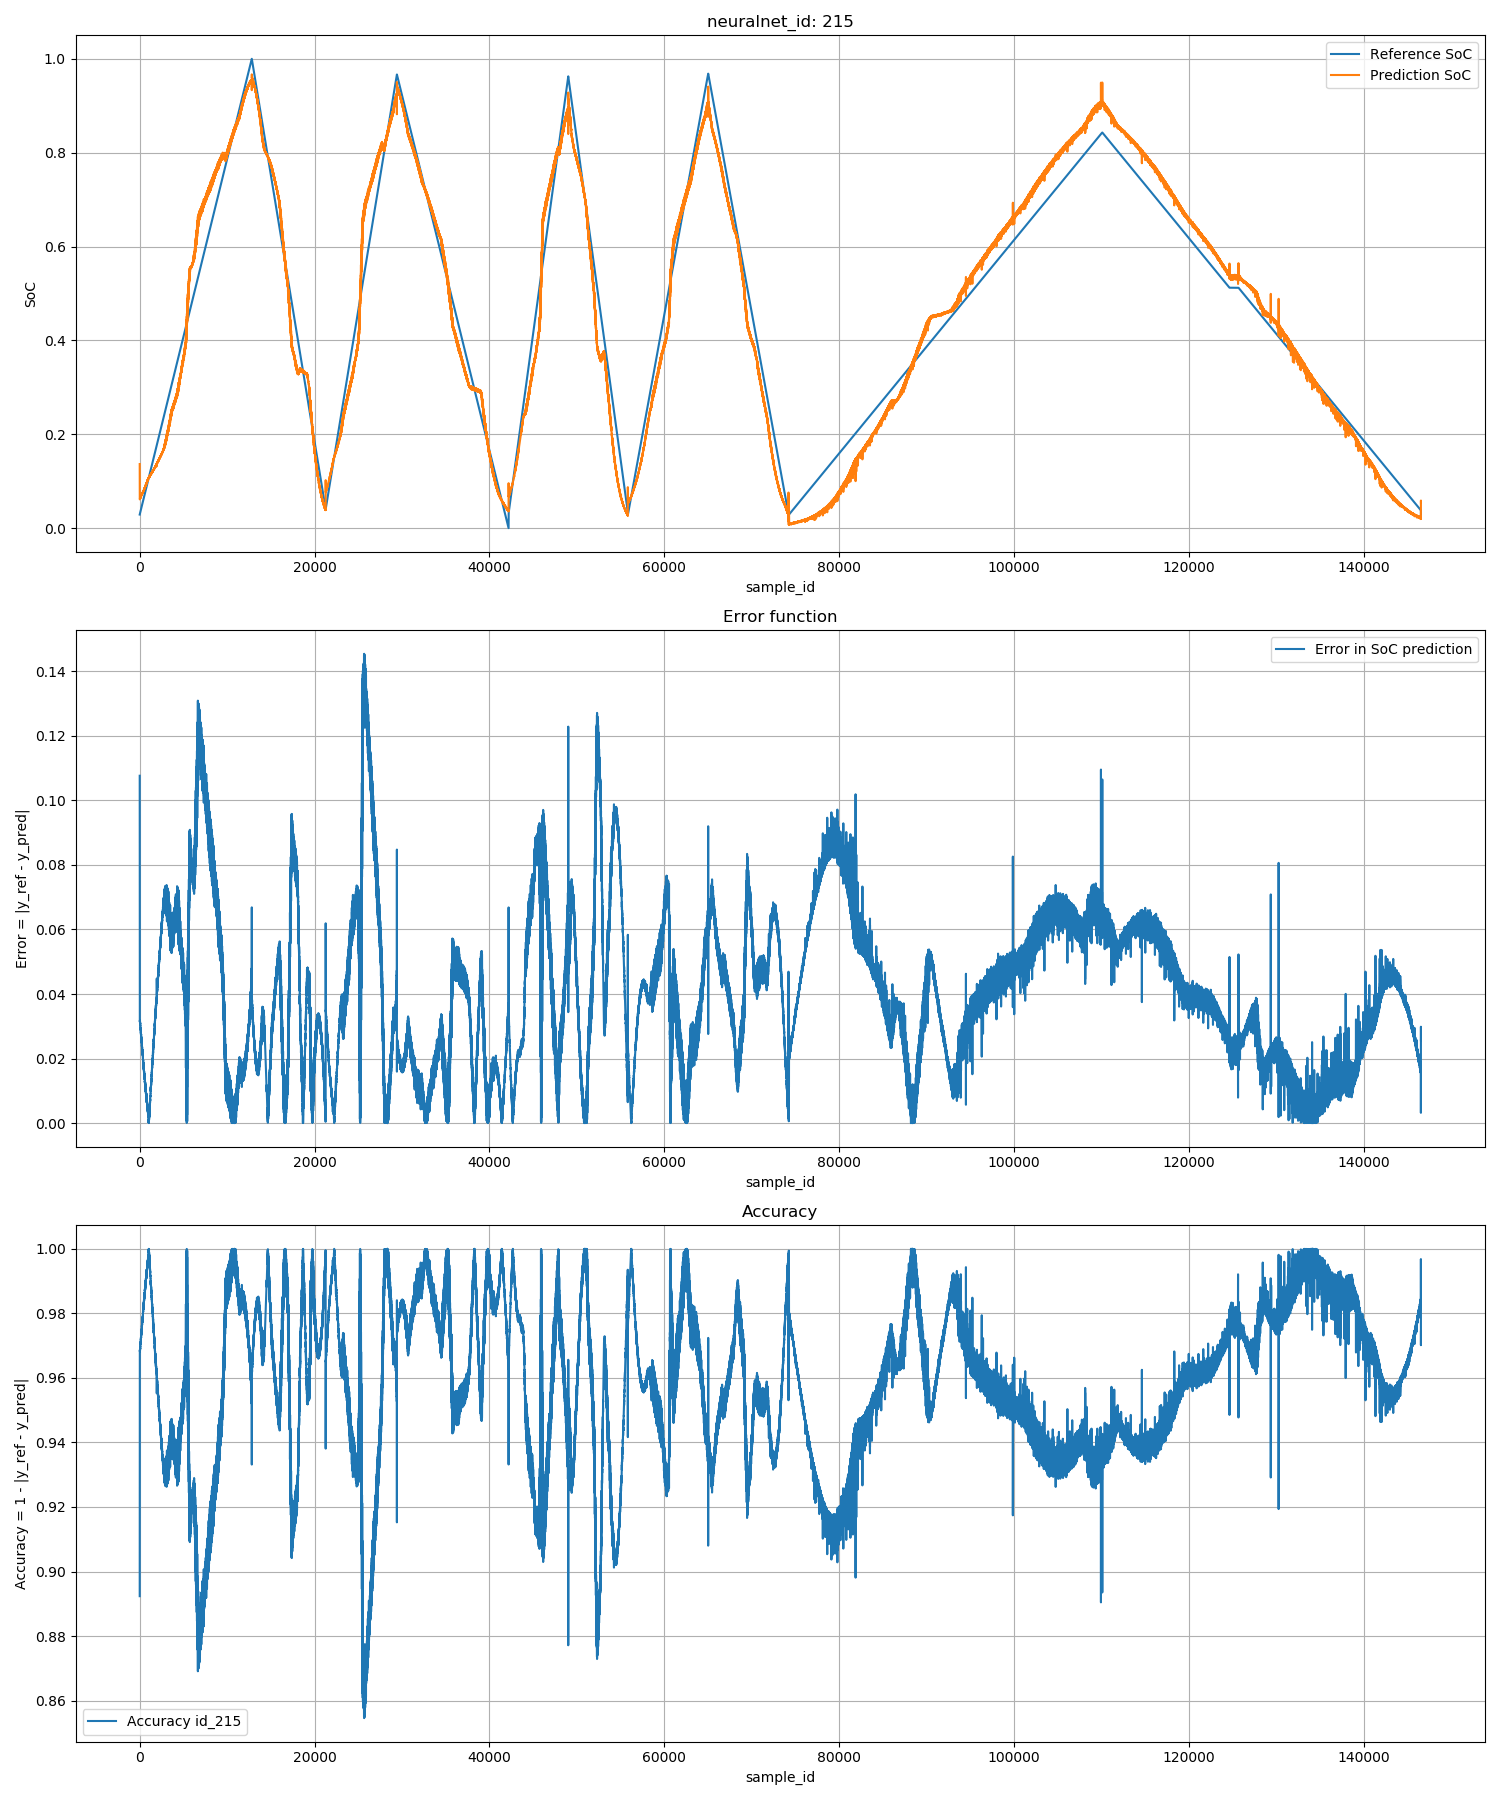 neuralnet_id: 215
Reference SoC
Prediction SoC
SoC
1.0
0.8
0.6
0.4
0.2
0.0
0 20000 40000 60000 80000 100000 120000 140000
sample_id
Error function
Error in SoC prediction
Error = |y_ref - y_pred|
0.14
0.12
0.10
0.08
0.06
0.04
0.02
0.00
0 20000 40000 60000 80000 100000 120000 140000
sample_id
Accuracy
Accuracy = 1 - |y_ref - y_pred|
1.00
0.98
0.96
0.94
0.92
0.90
0.88
0.86
Accuracy id_215
0 20000 40000 60000 80000 100000 120000 140000
sample_id